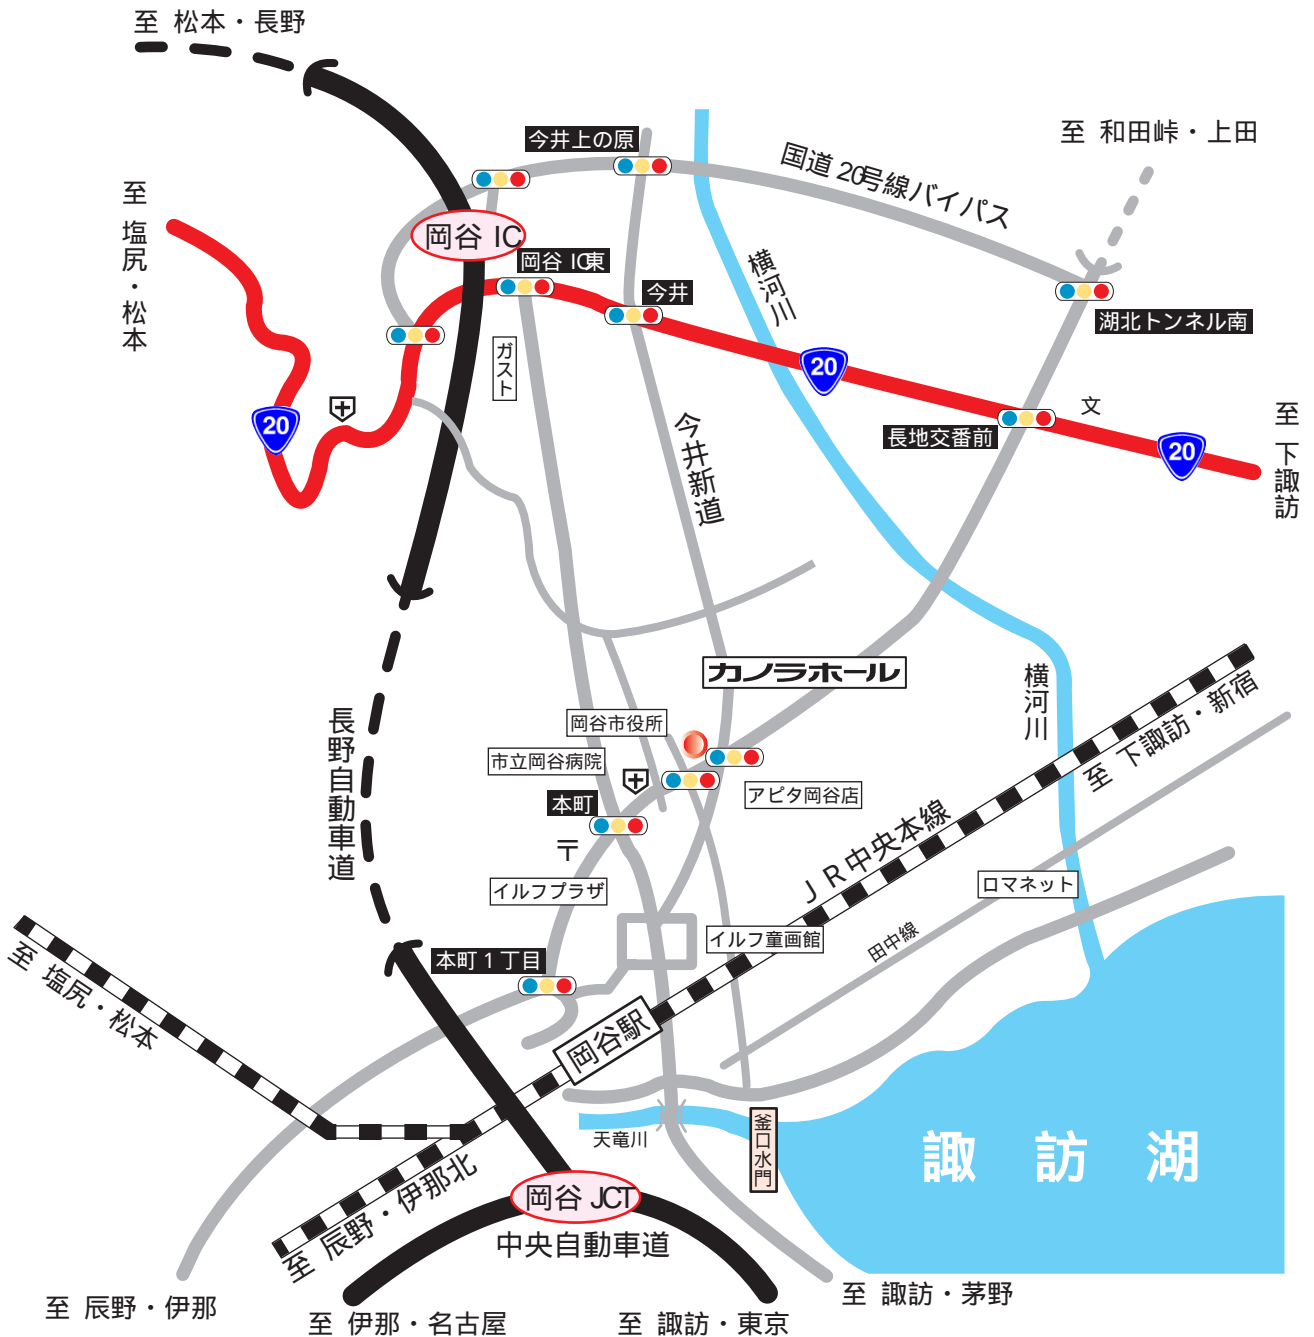 至 松本・長野
今井上の原
至 和田峠・上田
国道20号線バイパス
至 塩尻・松本
岡谷 IC
岡谷 IC東
今井
横河川
湖北トンネル南
ガスト
20
20
文
長地交番前
至 下諏訪
20
今井新道
カノラホール
横河川
至 下諏訪・新宿
長野自動車道
岡谷市役所
市立岡谷病院
アピタ岡谷店
本町
〒
JR中央本線
イルフプラザ
ロマネット
イルフ童画館
田中線
本町1丁目
至 塩尻・松本
岡谷駅
天竜川
釜口水門
諏訪湖
至 辰野・伊那北
岡谷 JCT
中央自動車道
至 辰野・伊那
至 伊那・名古屋
至 諏訪・東京
至 諏訪・茅野